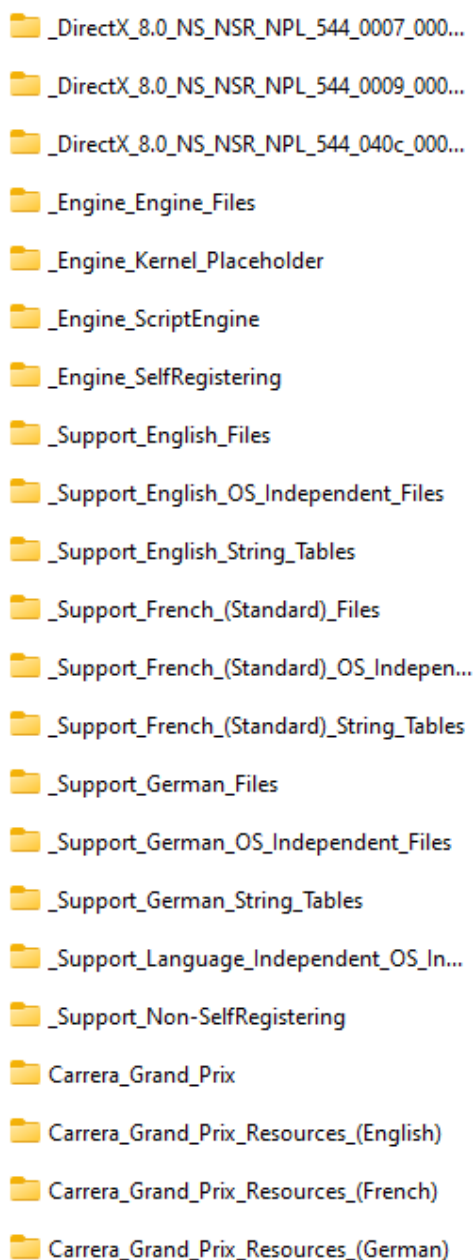 _DirectX_8.0_NS_NSR_NPL_544_0007_000...
_DirectX_8.0_NS_NSR_NPL_544_0009_000...
_DirectX_8.0_NS_NSR_NPL_544_040c_000...
_Engine_Engine_Files
_Engine_Kernel_Placeholder
_Engine_ScriptEngine
_Engine_SelfRegistering
_Support_English_Files
_Support_English_OS_Independent_Files
_Support_English_String_Tables
_Support_French_(Standard)_Files
_Support_French_(Standard)_OS_Indepen...
_Support_French_(Standard)_String_Tables
_Support_German_Files
_Support_German_OS_Independent_Files
_Support_German_String_Tables
_Support_Language_Independent_OS_In...
_Support_Non-SelfRegistering
Carrera_Grand_Prix
Carrera_Grand_Prix_Resources_(English)
Carrera_Grand_Prix_Resources_(French)
Carrera_Grand_Prix_Resources_(German)